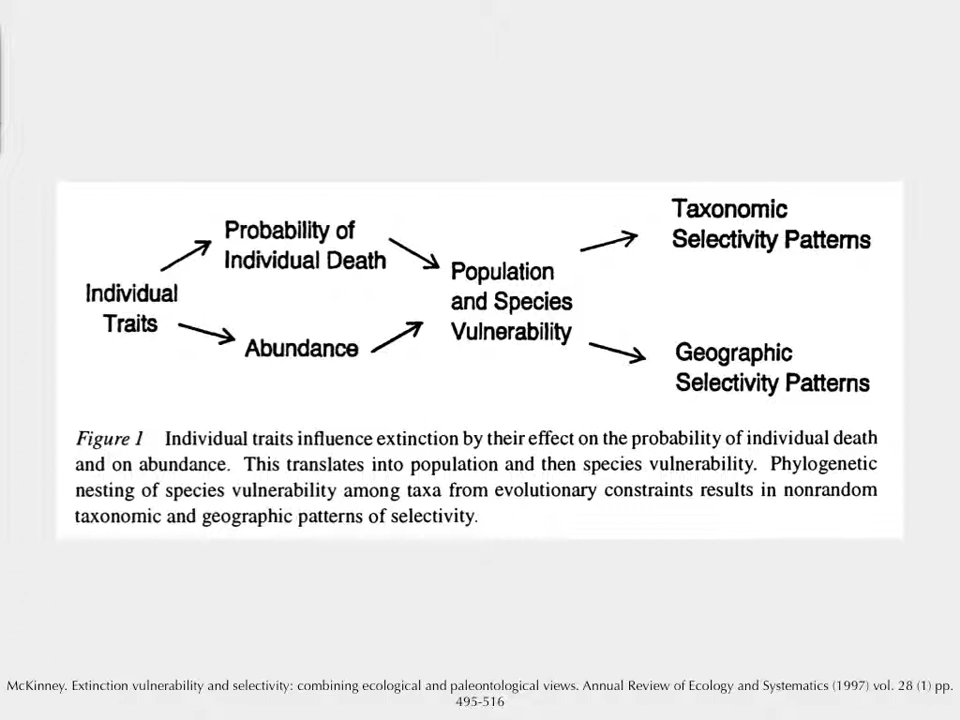 Taxonomic
Selectivity Patterns
Probability of
Individual Death
Population
and Species
Vulnerability
Individual
Traits
Abundance
Geographic
Selectivity Patterns
Figure 1 Individual traits influence extinction by their effect on the probability of individual death
and on abundance. This translates into population and then species vulnerability. Phylogenetic
nesting of species vulnerability among taxa from evolutionary constraints results in nonrandom
taxonomic and geographic patterns of selectivity.
McKinney. Extinction vulnerability and selectivity: combining ecological and paleontological views. Annual Review of Ecology and Systematics (1997) vol. 28 (1) pp.
495-516